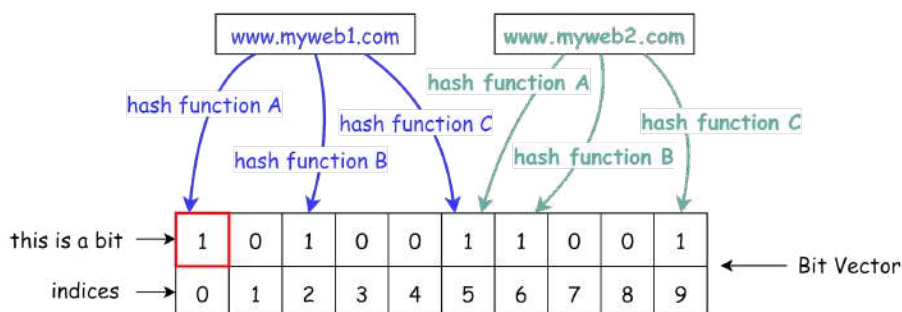 www.myweb1.com www.myweb2.com
hash function A hash function A
hash function C hash function C
hash function B hash function B
this is a bit 1 0 1 0 0 1 1 0 0 1
Bit Vector
indices 0 1 2 3 4 5 6 7 8 9